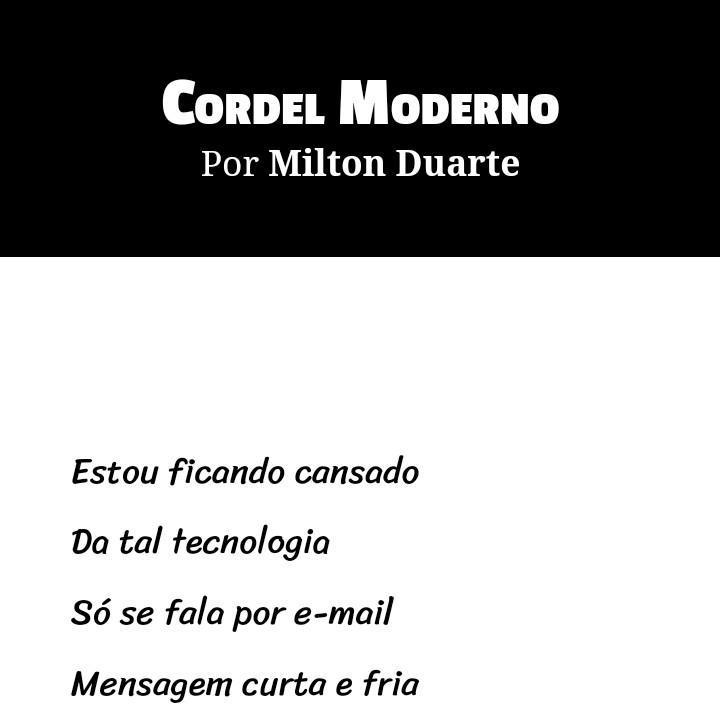 Cordel Moderno
Por Milton Duarte
Estou ficando cansado
Da tal tecnologia
Só se fala por e-mail
Mensagem curta e fria